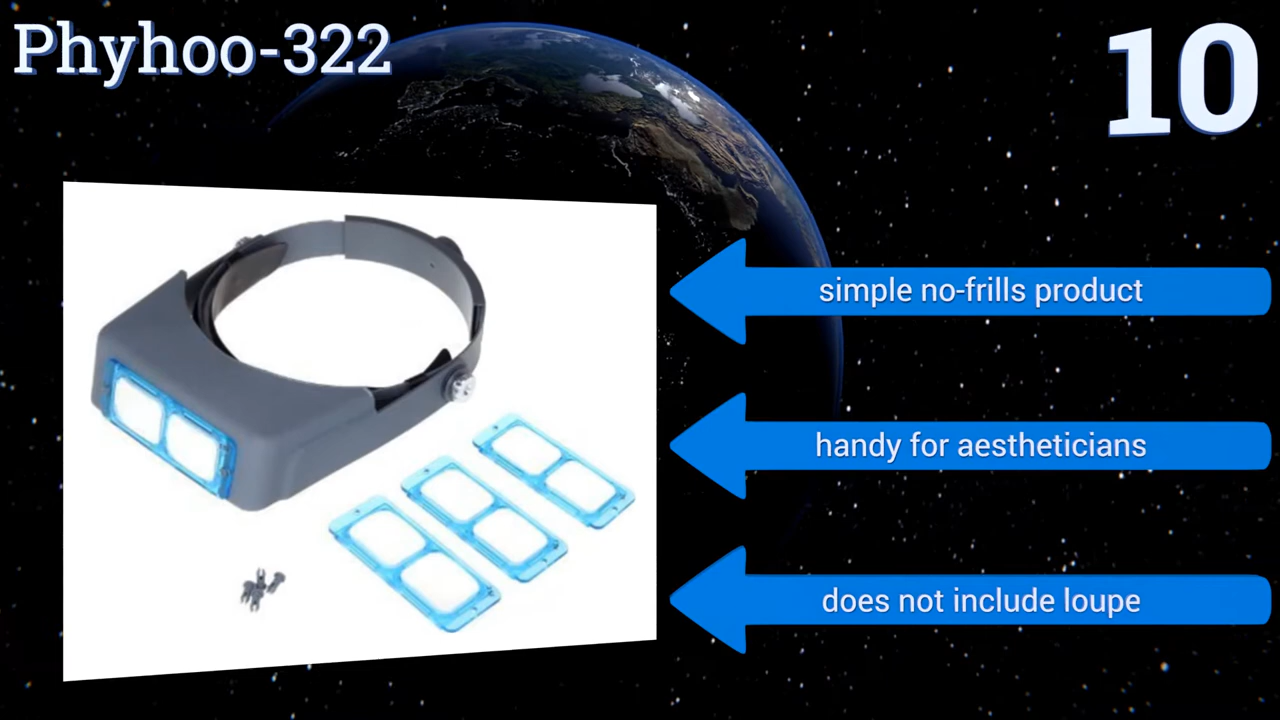 Phyhoo-322
10
simple no-frills product
handy for aestheticians
does not include loupe